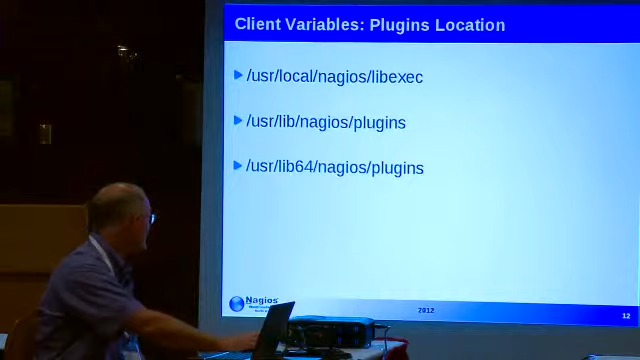 Client Variables: Plugins Location
/usr/local/nagios/libexec
/usr/lib/nagios/plugins
/usr/lib64/nagios/plugins
Nagios
2012
12